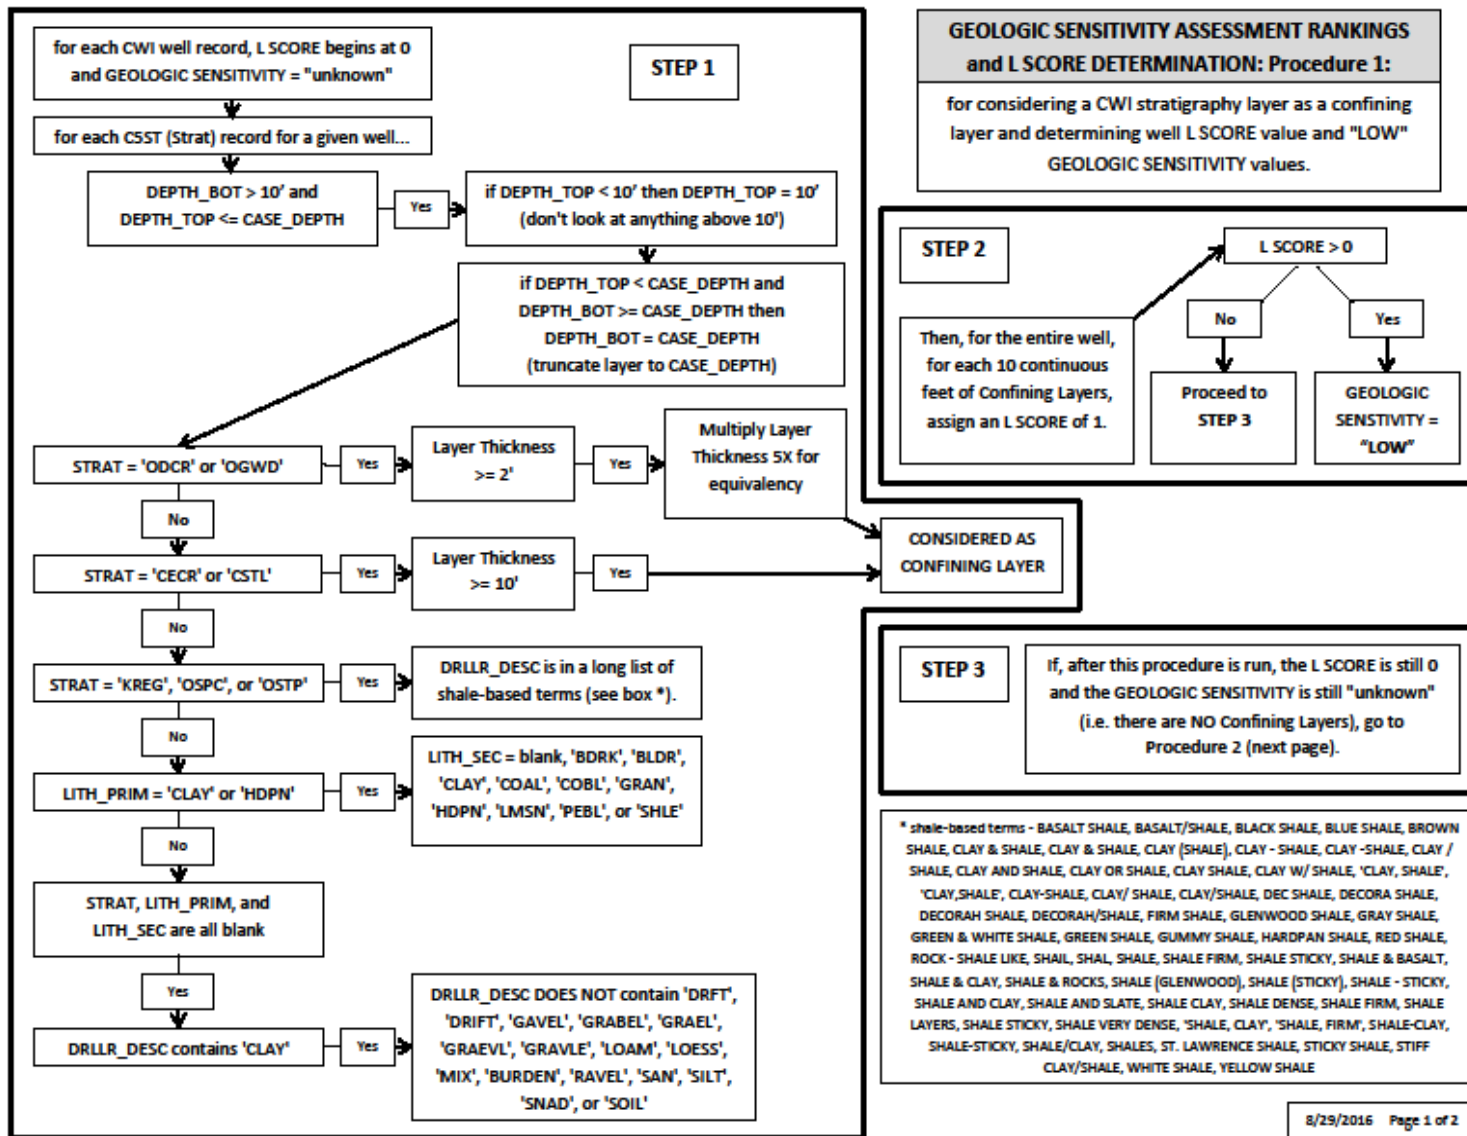 for each CWI well record, L SCORE begins at 0
and GEOLOGIC SENSITIVITY = "unknown"
STEP 1
for each C5ST (Strat) record for a given well...
DEPTH_BOT > 10' and
DEPTH_TOP <= CASE_DEPTH
Yes
if DEPTH_TOP < 10' then DEPTH_TOP = 10'
(don't look at anything above 10')
if DEPTH_TOP < CASE_DEPTH and
DEPTH_BOT >= CASE_DEPTH then
DEPTH_BOT = CASE_DEPTH
(truncate layer to CASE_DEPTH)
STRAT = 'ODCR' or 'OGWD'
Yes
Layer Thickness
>= 2'
Yes
Multiply Layer
Thickness 5X for
equivalency
No
STRAT = 'CECR' or 'CSTL'
Yes
Layer Thickness
>= 10'
Yes
CONSIDERED AS
CONFINING LAYER
No
STRAT = 'KREG', 'OSPC', or 'OSTP'
Yes
DRLLR_DESC is in a long list of
shale-based terms (see box *).
No
LITH_PRIM = 'CLAY' or 'HDPN'
Yes
LITH_SEC = blank, 'BDRK', 'BLDR',
'CLAY', 'COAL', 'COBL', 'GRAN',
'HDPN', 'LMSN', 'PEBL', or 'SHLE'
No
STRAT, LITH_PRIM, and
LITH_SEC are all blank
Yes
DRLLR_DESC contains 'CLAY'
Yes
DRLLR_DESC DOES NOT contain 'DRFT',
'DRIFT', 'GAVEL', 'GRABEL', 'GRAEL',
'GRAEVL', 'GRAVLE', 'LOAM', 'LOESS',
'MIX', 'BURDEN', 'RAVEL', 'SAN', 'SILT',
'SNAD', or 'SOIL'
GEOLOGIC SENSITIVITY ASSESSMENT RANKINGS
and L SCORE DETERMINATION: Procedure 1:
for considering a CWI stratigraphy layer as a confining
layer and determining well L SCORE value and "LOW"
GEOLOGIC SENSITIVITY values.
STEP 2
Then, for the entire well,
for each 10 continuous
feet of Confining Layers,
assign an L SCORE of 1.
L SCORE > 0
No
Yes
Proceed to
STEP 3
GEOLOGIC
SENSTIVITY =
"LOW"
STEP 3
If, after this procedure is run, the L SCORE is still 0
and the GEOLOGIC SENSITIVITY is still "unknown"
(i.e. there are NO Confining Layers), go to
Procedure 2 (next page).
* shale-based terms - BASALT SHALE, BASALT/SHALE, BLACK SHALE, BLUE SHALE, BROWN
SHALE, CLAY & SHALE, CLAY & SHALE, CLAY (SHALE), CLAY - SHALE, CLAY -SHALE, CLAY /
SHALE, CLAY AND SHALE, CLAY OR SHALE, CLAY SHALE, CLAY W/ SHALE, 'CLAY, SHALE',
'CLAY,SHALE', CLAY-SHALE, CLAY/ SHALE, CLAY/SHALE, DEC SHALE, DECORA SHALE,
DECORAH SHALE, DECORAH/SHALE, FIRM SHALE, GLENWOOD SHALE, GRAY SHALE,
GREEN & WHITE SHALE, GREEN SHALE, GUMMY SHALE, HARDPAN SHALE, RED SHALE,
ROCK - SHALE LIKE, SHAIL, SHAL, SHALE, SHALE FIRM, SHALE STICKY, SHALE & BASALT,
SHALE & CLAY, SHALE & ROCKS, SHALE (GLENWOOD), SHALE (STICKY), SHALE - STICKY,
SHALE AND CLAY, SHALE AND SLATE, SHALE CLAY, SHALE DENSE, SHALE FIRM, SHALE
LAYERS, SHALE STICKY, SHALE VERY DENSE, 'SHALE, CLAY', 'SHALE, FIRM', SHALE-CLAY,
SHALE-STICKY, SHALE/CLAY, SHALES, ST. LAWRENCE SHALE, STICKY SHALE, STIFF
CLAY/SHALE, WHITE SHALE, YELLOW SHALE
8/29/2016 Page 1 of 2